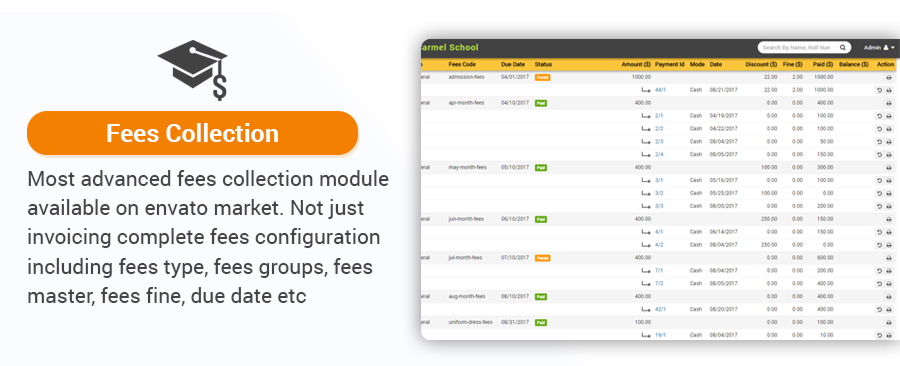 Fees Collection
Most advanced fees collection module
available on envato market. Not just
invoicing complete fees configuration
including fees type, fees groups, fees
master, fees fine, due date etc
armel School
Search By Name, Roll Nun
Admin
Fees Code Due Date Status Amount ($) Payment Id Mode Date Discount ($) Fine ($) Paid ($) Balance ($) Action
eral admission-fees 04/01/2017 Partial 1000.00 22.00 2.00 1000.00
44/1 Cash 08/21/2017 22.00 2.00 1000.00
eral apr-month-fees 04/10/2017 Paid 400.00 0.00 0.00 400.00
2/1 Cash 04/19/2017 0.00 0.00 100.00
2/2 Cash 04/22/2017 0.00 0.00 100.00
2/3 Cash 08/04/2017 0.00 0.00 50.00
2/4 Cash 08/05/2017 0.00 0.00 150.00
eral may-month-fees 05/10/2017 Paid 400.00 100.00 0.00 300.00
3/1 Cash 05/16/2017 0.00 0.00 100.00
3/2 Cash 05/25/2017 100.00 0.00 0.00
3/3 Cash 08/05/2017 0.00 0.00 200.00
eral jun-month-fees 06/10/2017 Paid 400.00 250.00 0.00 150.00
4/1 Cash 06/14/2017 0.00 0.00 150.00
4/2 Cash 08/04/2017 250.00 0.00 0.00
eral jul-month-fees 07/10/2017 Partial 400.00 0.00 0.00 600.00
7/1 Cash 08/04/2017 0.00 0.00 200.00
7/2 Cash 08/05/2017 0.00 0.00 400.00
eral aug-month-fees 08/10/2017 Paid 400.00 0.00 0.00 400.00
42/1 Cash 08/20/2017 0.00 0.00 400.00
eral uniform-dress-fees 08/31/2017 Paid 100.00 0.00 0.00 100.00
19/1 Cash 08/04/2017 0.00 0.00 10.00